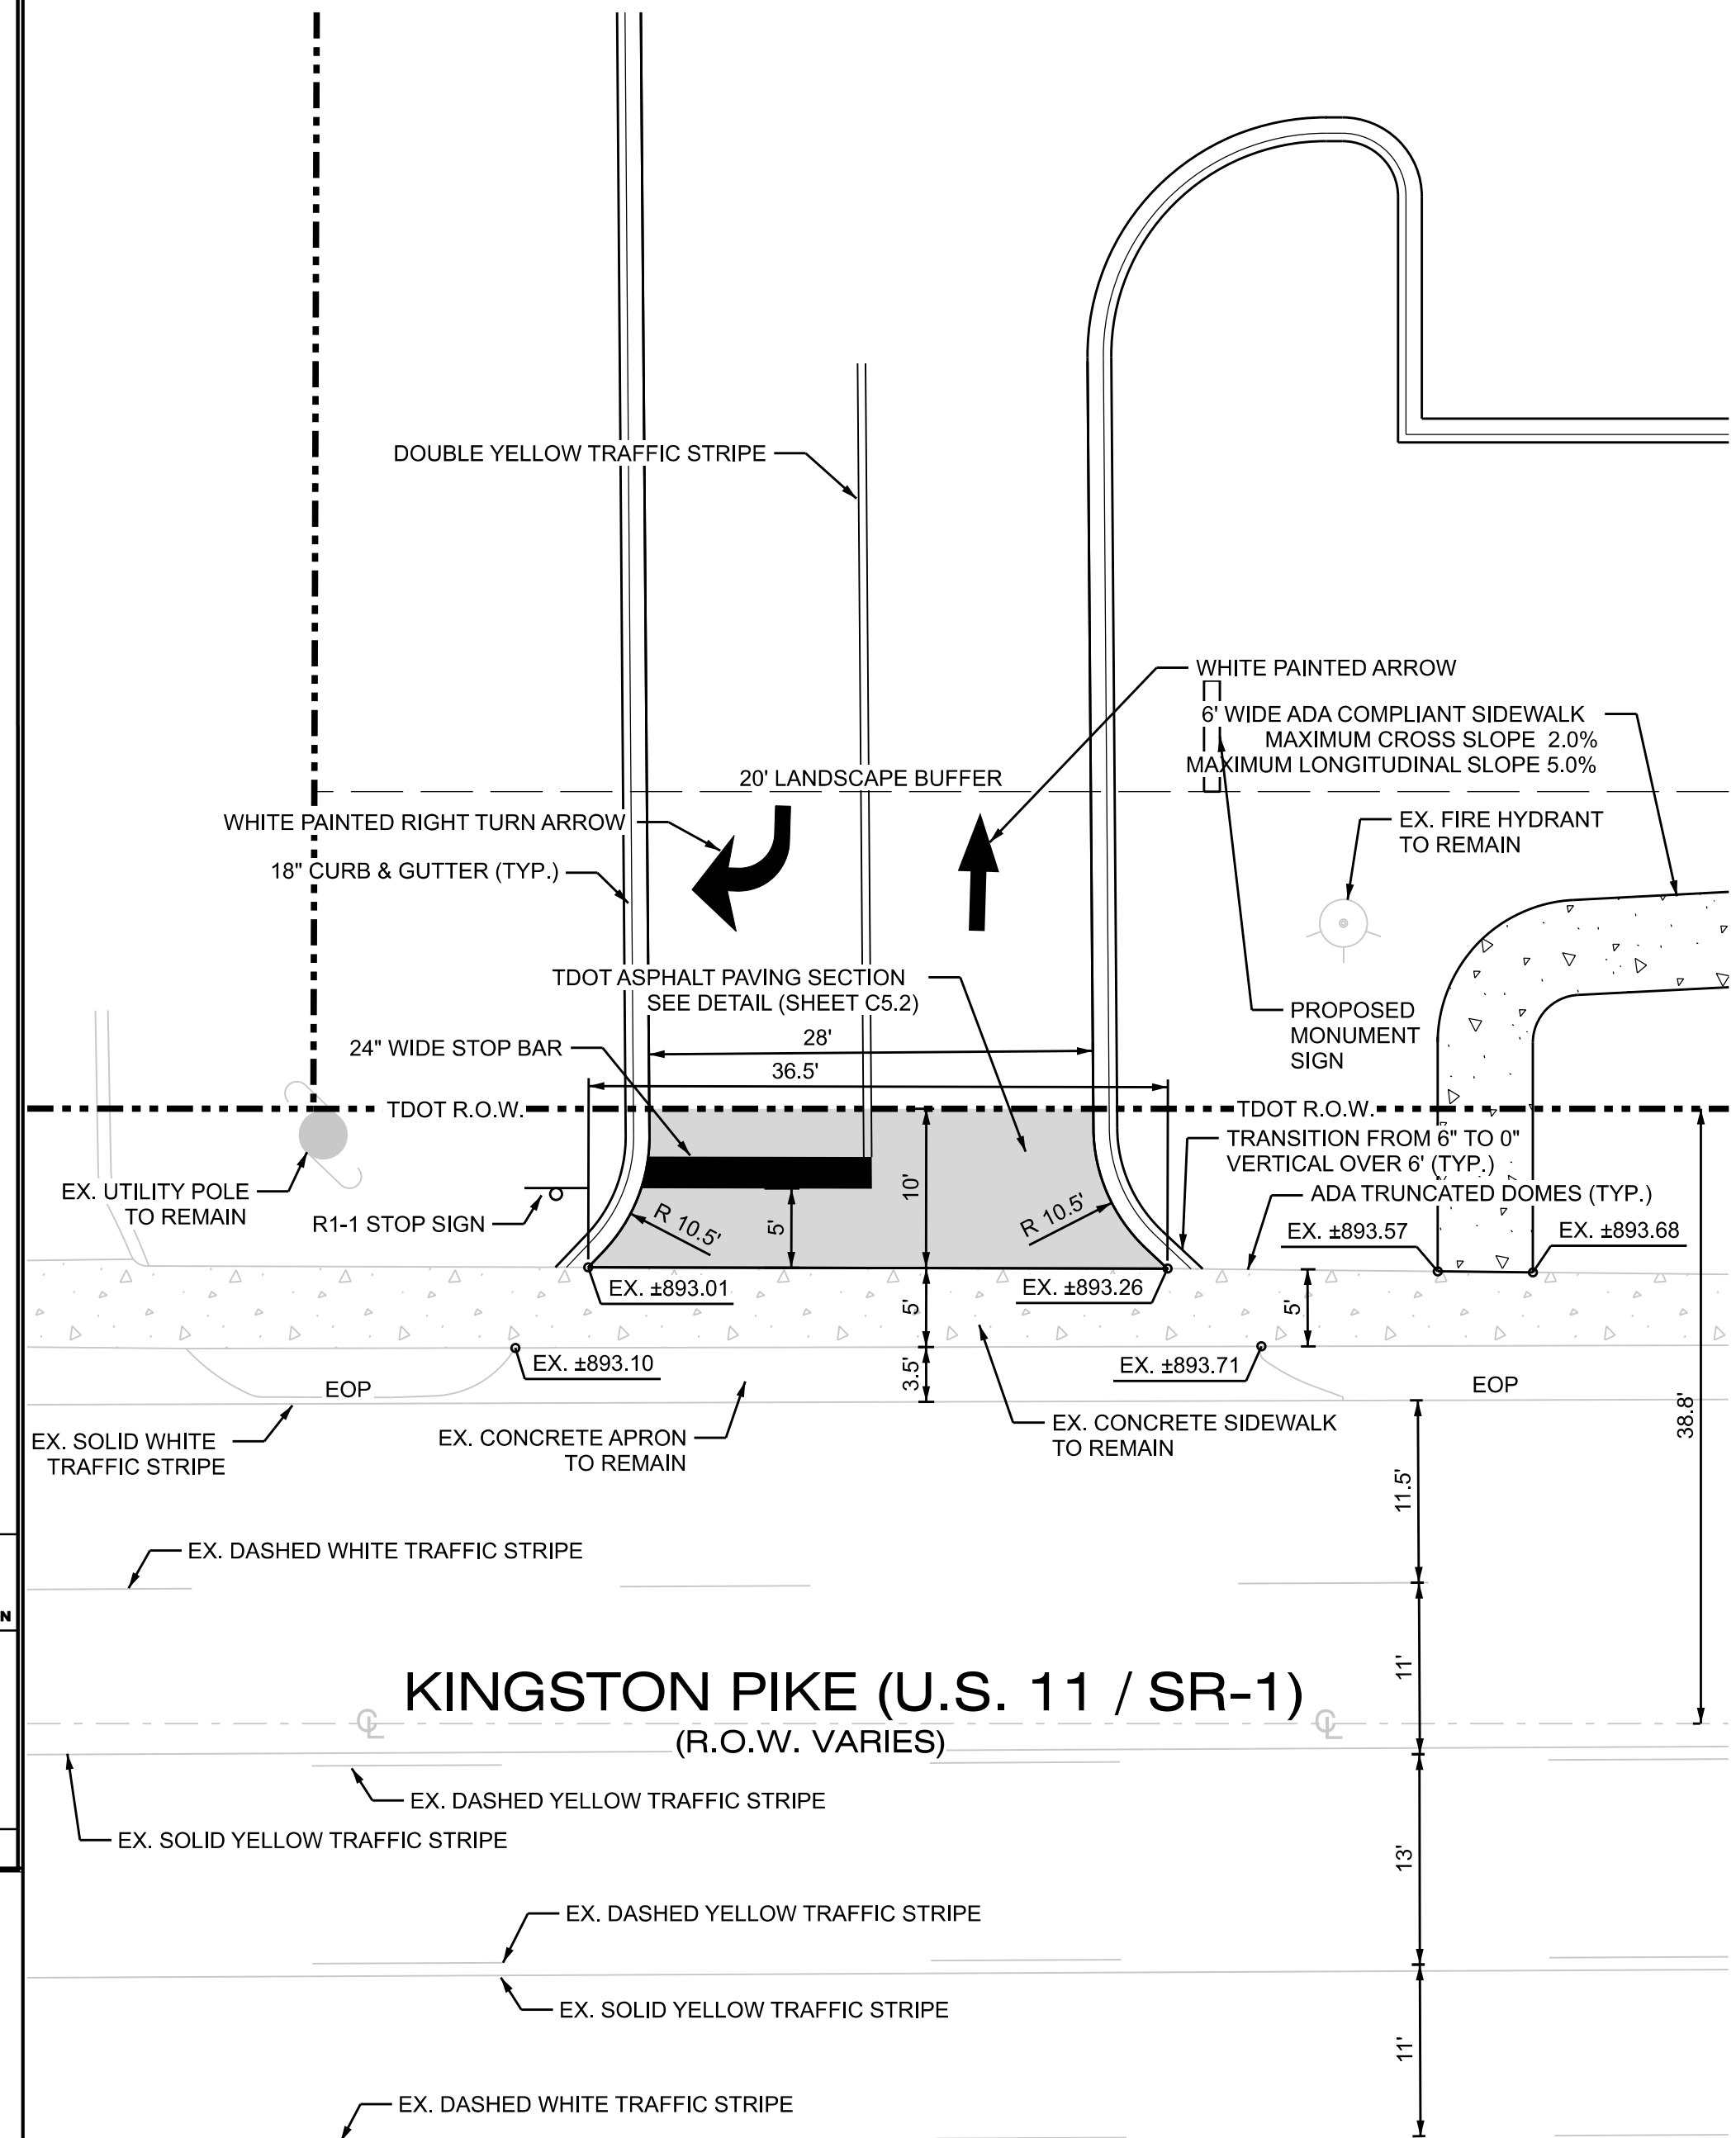 DOUBLE YELLOW TRAFFIC STRIPE
WHITE PAINTED ARROW
6' WIDE ADA COMPLIANT SIDEWALK
MAXIMUM CROSS SLOPE 2.0%
MAXIMUM LONGITUDINAL SLOPE 5.0%
20' LANDSCAPE BUFFER
WHITE PAINTED RIGHT TURN ARROW
EX. FIRE HYDRANT
TO REMAIN
18" CURB & GUTTER (TYP.)
TDOT ASPHALT PAVING SECTION
SEE DETAIL (SHEET C5.2)
PROPOSED
MONUMENT
SIGN
28'
24" WIDE STOP BAR
36.5'
TDOT R.O.W.
TDOT R.O.W.
TRANSITION FROM 6" TO 0"
VERTICAL OVER 6' (TYP.)
EX. UTILITY POLE
TO REMAIN
10'
ADA TRUNCATED DOMES (TYP.)
R1-1 STOP SIGN
R 10.5'
5'
R 10.5'
EX. ±893.57
EX. ±893.68
EX. ±893.01
EX. ±893.26
5'
5'
EX. ±893.10
EX. ±893.71
3.5'
EOP
EOP
38.8'
EX. SOLID WHITE
TRAFFIC STRIPE
EX. CONCRETE APRON
TO REMAIN
EX. CONCRETE SIDEWALK
TO REMAIN
11.5'
EX. DASHED WHITE TRAFFIC STRIPE
N
11'
KINGSTON PIKE (U.S. 11 / SR-1)
(R.O.W. VARIES)
CL
CL
EX. DASHED YELLOW TRAFFIC STRIPE
EX. SOLID YELLOW TRAFFIC STRIPE
13'
EX. DASHED YELLOW TRAFFIC STRIPE
EX. SOLID YELLOW TRAFFIC STRIPE
11'
EX. DASHED WHITE TRAFFIC STRIPE